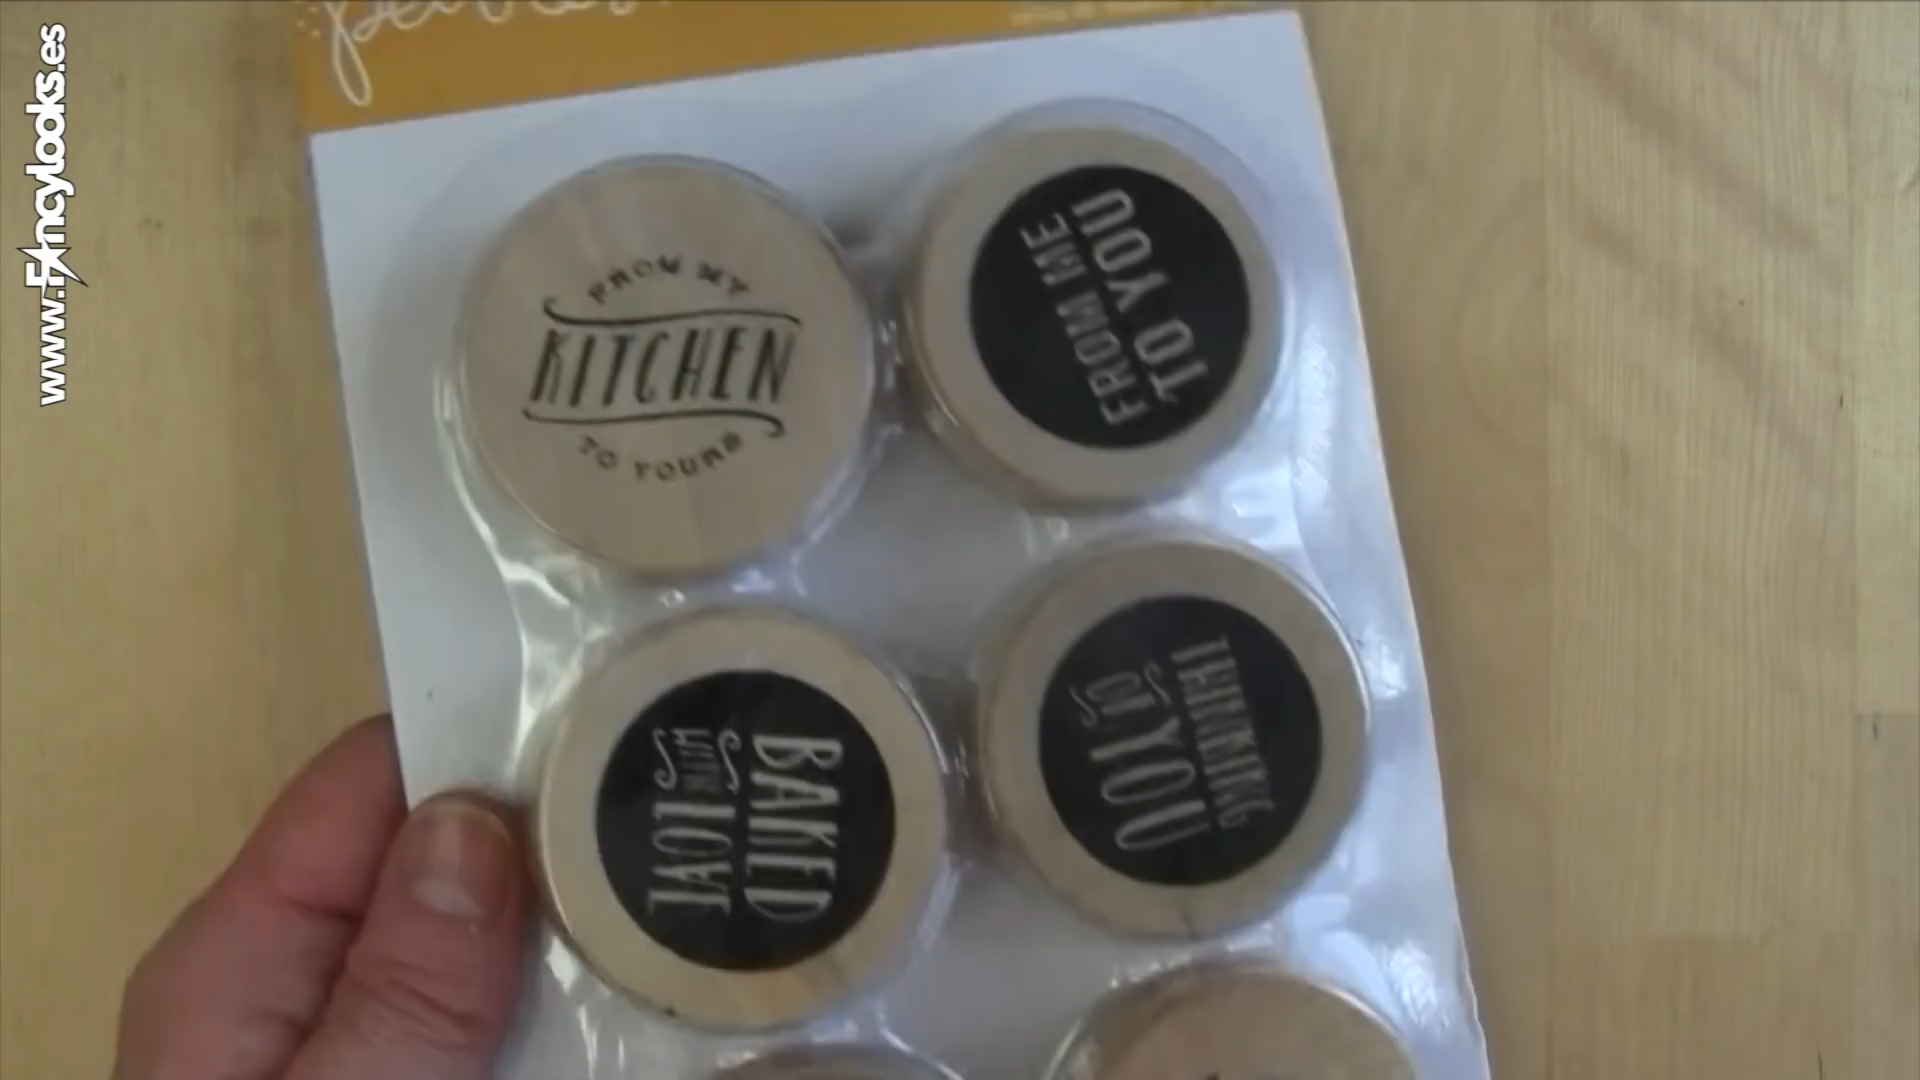 www.Fancylooks.es
FROM MY
KITCHEN
TO YOURS
FROM ME
TO YOU
BAKED
WITH
LOVE
THINKING
OF
YOU